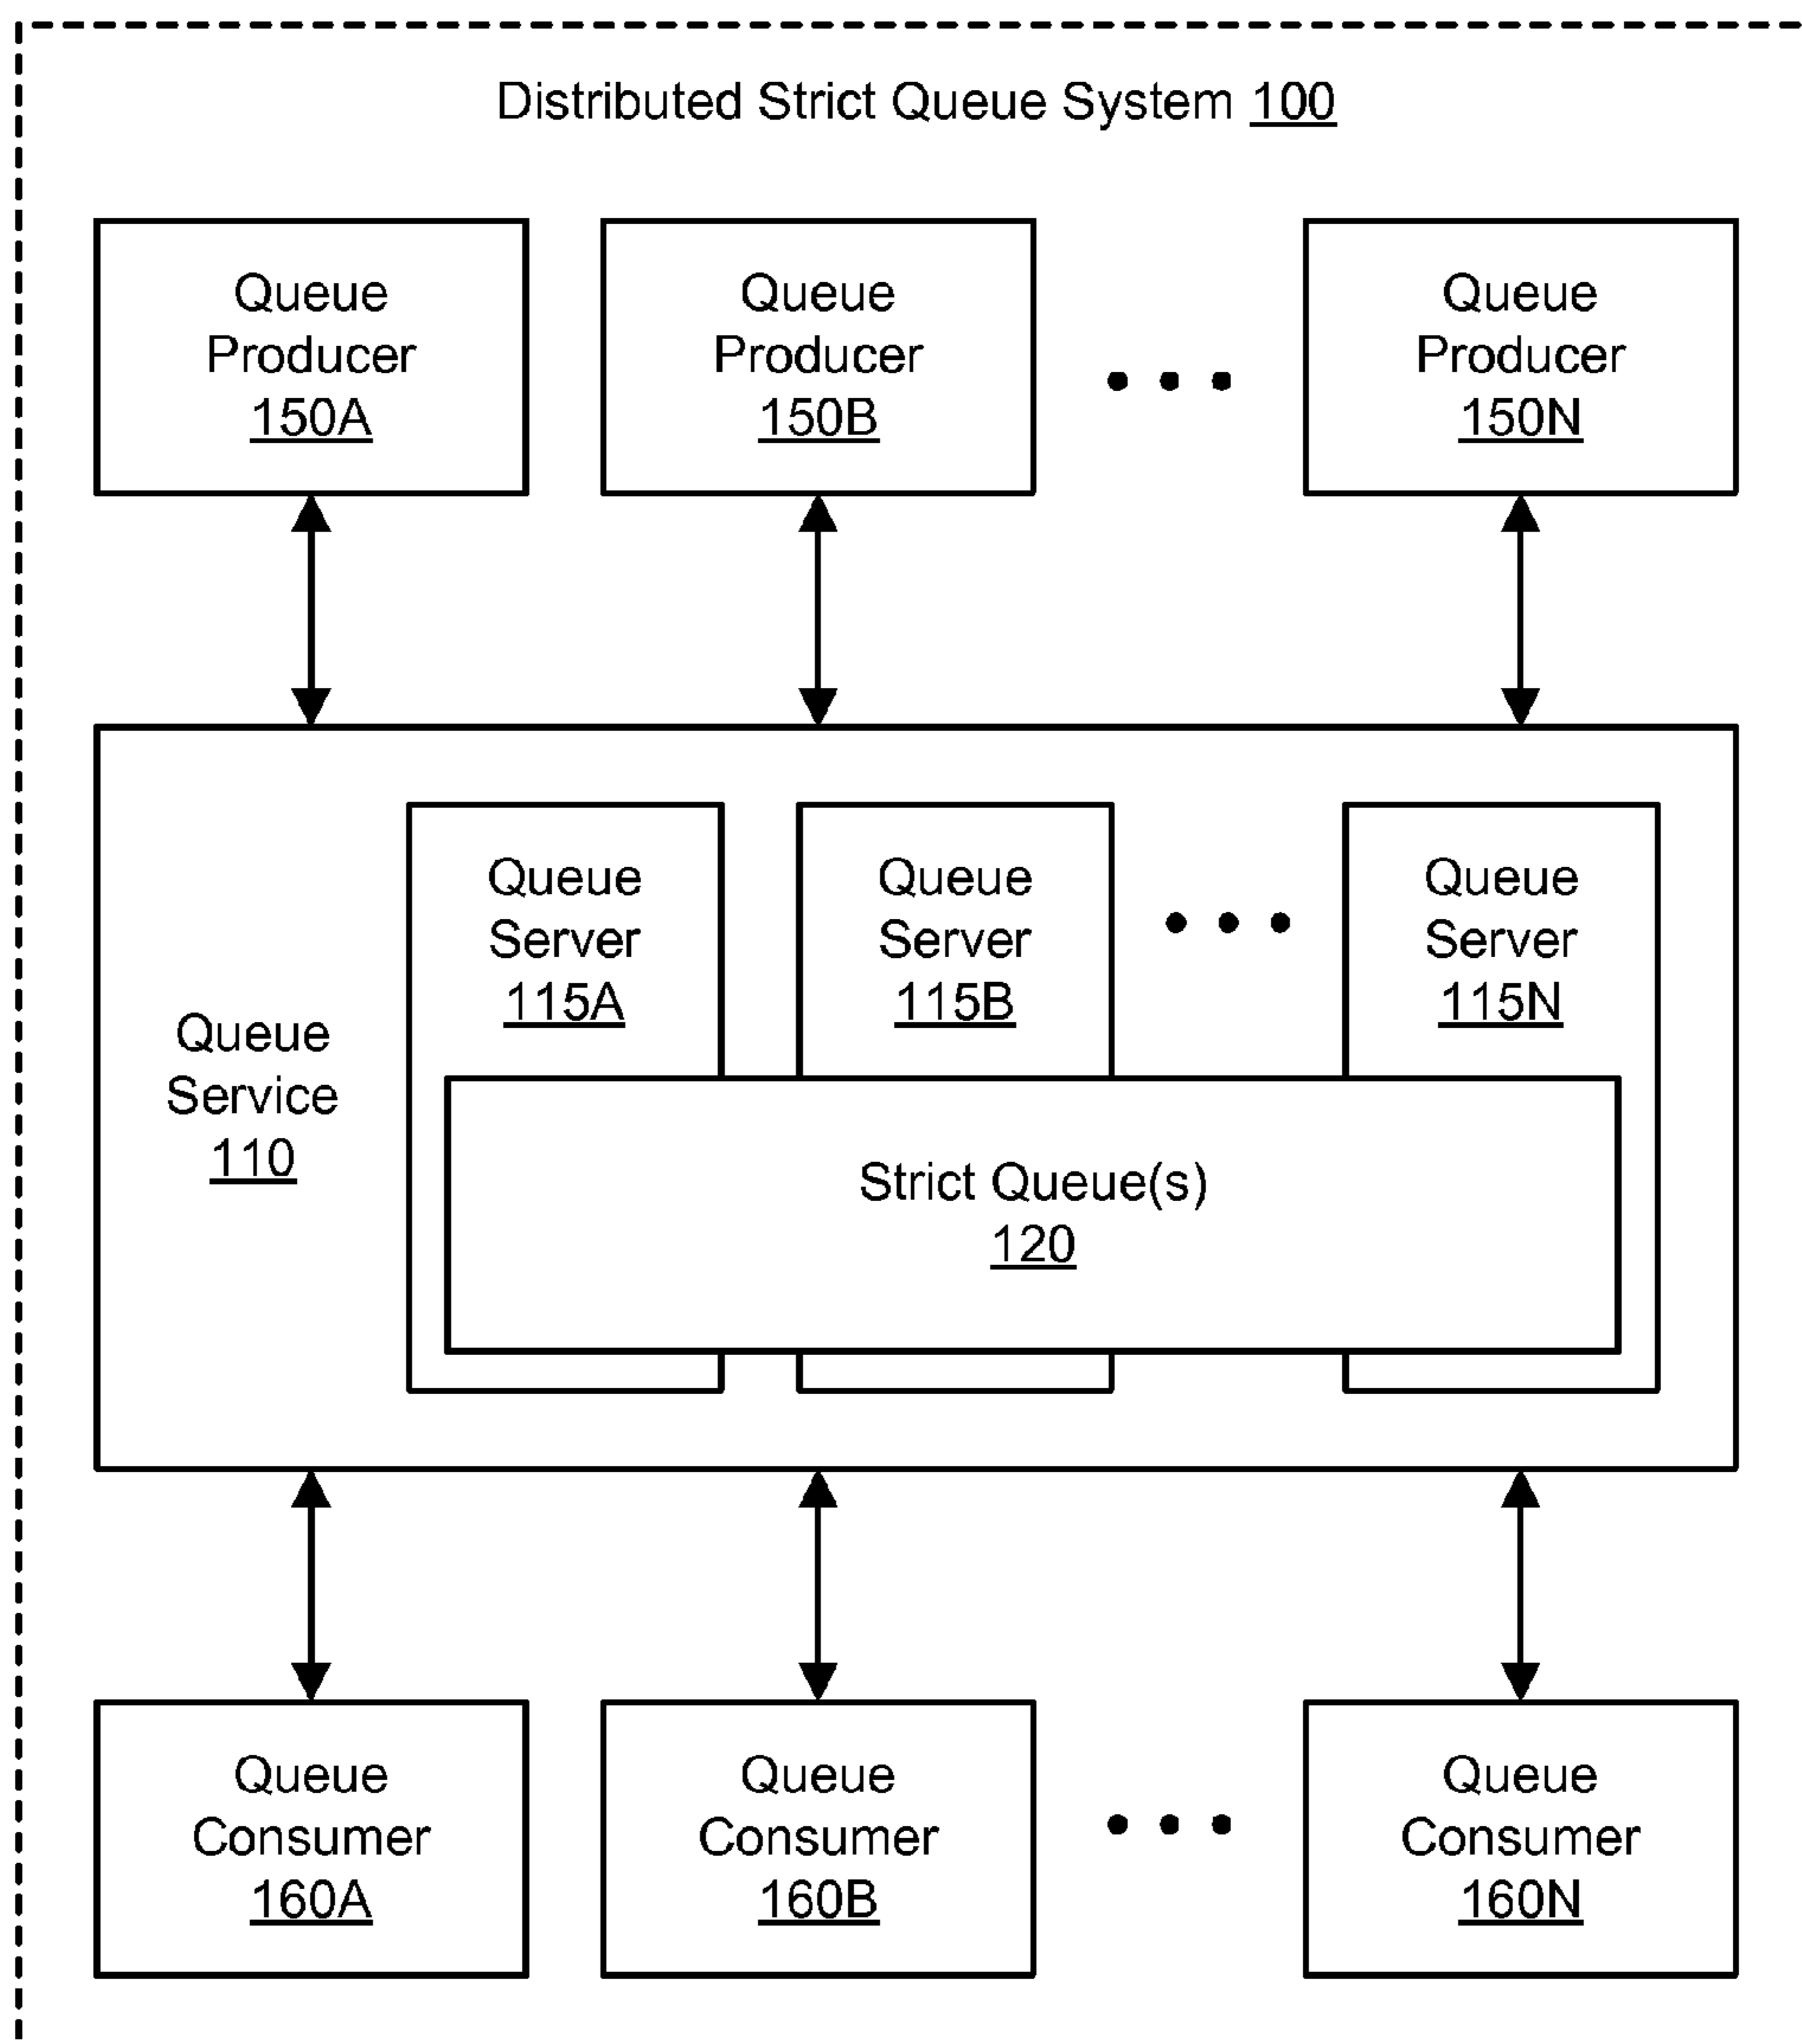 Distributed Strict Queue System 100
Queue
Producer
150A
Queue
Producer
150B
Queue
Producer
150N
Queue
Service
110
Queue
Server
115A
Queue
Server
115B
Queue
Server
115N
Strict Queue(s)
120
Queue
Consumer
160A
Queue
Consumer
160B
Queue
Consumer
160N